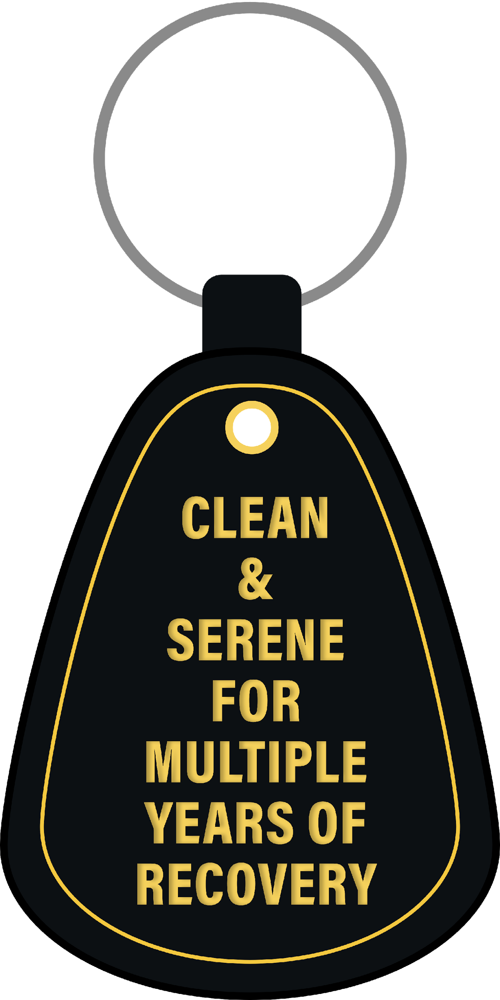 CLEAN
&
SERENE
FOR
MULTIPLE
YEARS OF
RECOVERY